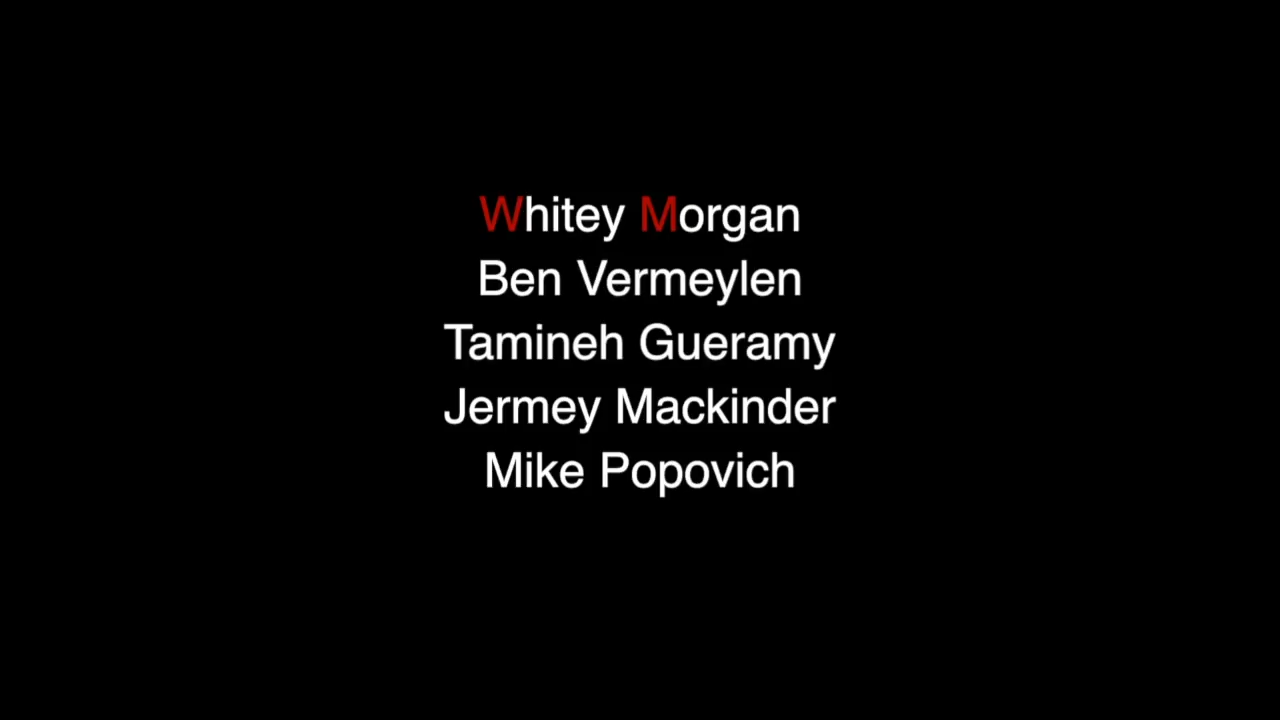 Whitey Morgan
Ben Vermeylen
Tamineh Gueramy
Jermey Mackinder
Mike Popovich